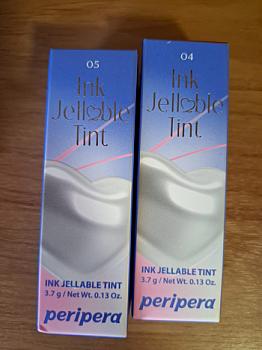 05
Ink
Jellable
Tint
INK JELLABLE TINT
3.7 g / Net Wt. 0.13 Oz.
peripera
04
Ink
Jellable
Tint
INK JELLABLE TINT
3.7 g / Net Wt. 0.13 Oz.
peripera